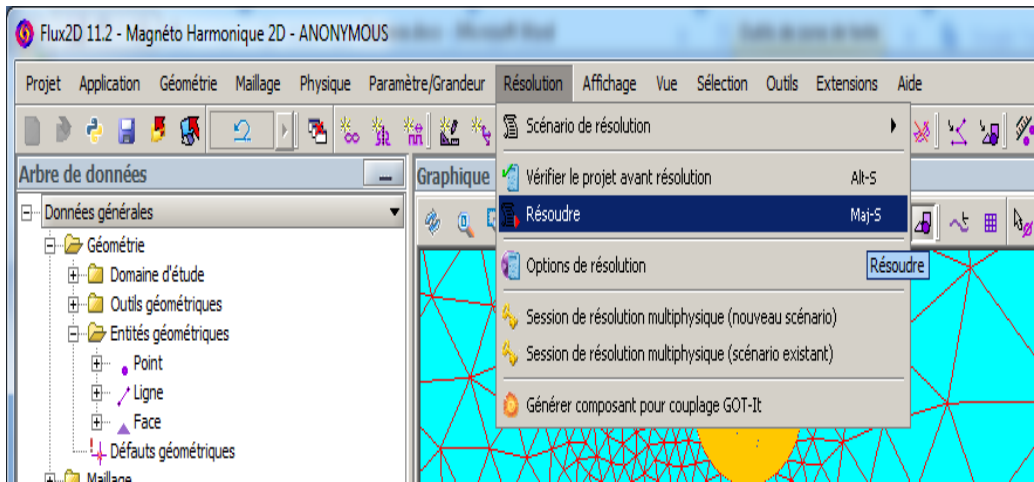 Flux2D 11.2 - Magnéto Harmonique 2D - ANONYMOUS
Projet Application Géométrie Maillage Physique Paramètre/Grandeur Résolution Affichage Vue Sélection Outils Extensions Aide
Scénario de résolution
Vérifier le projet avant résolution Alt-S
Résoudre Maj-S
Options de résolution
Résoudre
Session de résolution multiphysique (nouveau scénario)
Session de résolution multiphysique (scénario existant)
Générer composant pour couplage GOT-It
Arbre de données
Données générales
Géométrie
Domaine d'étude
Outils géométriques
Entités géométriques
Point
Ligne
Face
Défauts géométriques
Maillage
Graphique